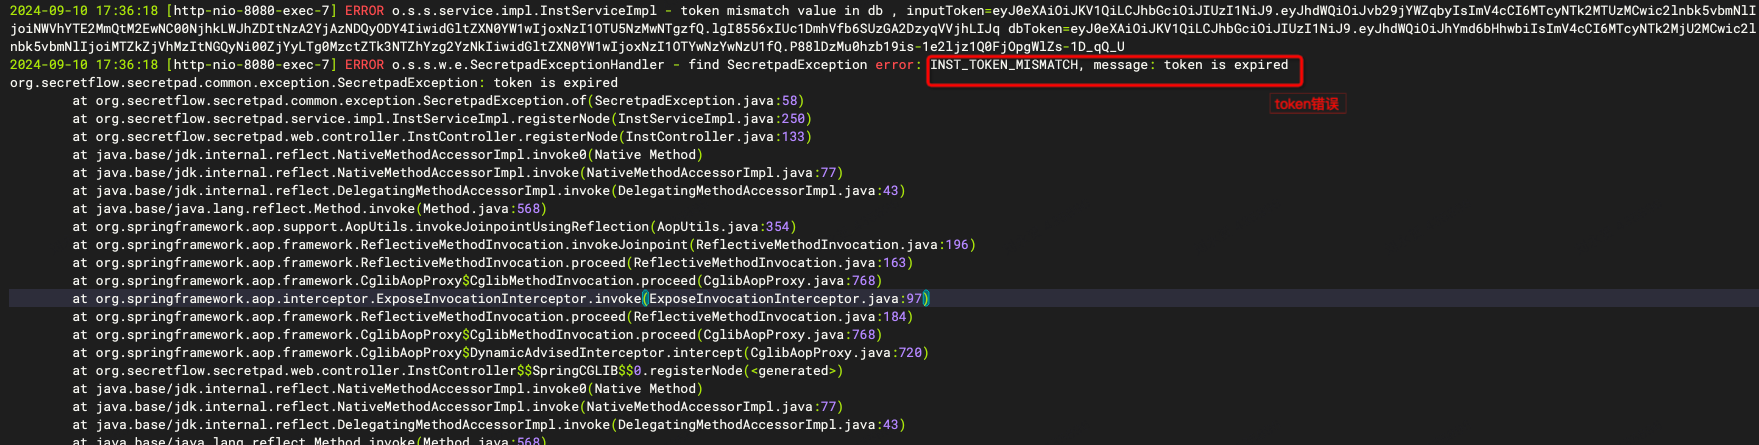 2024-09-10 17:36:18 [http-nio-8080-exec-7] ERROR o.s.s.service.impl.InstServiceImpl - token mismatch value in db , inputToken=eyJ0eXAiOiJKV1QiLCJhbGciOiJIUzI1NiJ9.eyJhdWQiOiJvb29jYWZqbyIsImV4cCI6MTcyNTk2MTUzMCwic2lnbk5vbmNlI
joiNWVhYTE2MmQtM2EwNC00NjhkLWJhZDItNzA2YjAzNDQyODY4IiwidGltZXN0YW1wIjoxNzI1OTU5NzMwNTgzfQ.lgI8556xIUc1DmhVfb6SUzGA2DzyqVVjhLIJq dbToken=eyJ0eXAiOiJKV1QiLCJhbGciOiJIUzI1NiJ9.eyJhdWQiOiJhYmd6bHhwbiIsImV4cCI6MTcyNTk2MjU2MCwic2l
nbk5vbmNlIjoiMTZkZjVhMzItNGQyNi00ZjYyLTg0MzctZTk3NTZhYzg2YzNkIiwidGltZXN0YW1wIjoxNzI1OTYwNzYwNzU1fQ.P88lDzMu0hzb19is-1e2ljz1Q0FjOpgWlZs-1D_qQ_U
2024-09-10 17:36:18 [http-nio-8080-exec-7] ERROR o.s.s.w.e.SecretpadExceptionHandler - find SecretpadException error: INST_TOKEN_MISMATCH, message: token is expired
org.secretflow.secretpad.common.exception.SecretpadException: token is expired
at org.secretflow.secretpad.common.exception.SecretpadException.of(SecretpadException.java:58)
token错误
at org.secretflow.secretpad.service.impl.InstServiceImpl.registerNode(InstServiceImpl.java:250)
at org.secretflow.secretpad.web.controller.InstController.registerNode(InstController.java:133)
at java.base/jdk.internal.reflect.NativeMethodAccessorImpl.invoke0(Native Method)
at java.base/jdk.internal.reflect.NativeMethodAccessorImpl.invoke(NativeMethodAccessorImpl.java:77)
at java.base/jdk.internal.reflect.DelegatingMethodAccessorImpl.invoke(DelegatingMethodAccessorImpl.java:43)
at java.base/java.lang.reflect.Method.invoke(Method.java:568)
at org.springframework.aop.support.AopUtils.invokeJoinpointUsingReflection(AopUtils.java:354)
at org.springframework.aop.framework.ReflectiveMethodInvocation.invokeJoinpoint(ReflectiveMethodInvocation.java:196)
at org.springframework.aop.framework.ReflectiveMethodInvocation.proceed(ReflectiveMethodInvocation.java:163)
at org.springframework.aop.framework.CglibAopProxy$CglibMethodInvocation.proceed(CglibAopProxy.java:768)
at org.springframework.aop.interceptor.ExposeInvocationInterceptor.invoke(ExposeInvocationInterceptor.java:97)
at org.springframework.aop.framework.ReflectiveMethodInvocation.proceed(ReflectiveMethodInvocation.java:184)
at org.springframework.aop.framework.CglibAopProxy$CglibMethodInvocation.proceed(CglibAopProxy.java:768)
at org.springframework.aop.framework.CglibAopProxy$DynamicAdvisedInterceptor.intercept(CglibAopProxy.java:720)
at org.secretflow.secretpad.web.controller.InstController$$SpringCGLIB$$0.registerNode(<generated>)
at java.base/jdk.internal.reflect.NativeMethodAccessorImpl.invoke0(Native Method)
at java.base/jdk.internal.reflect.NativeMethodAccessorImpl.invoke(NativeMethodAccessorImpl.java:77)
at java.base/jdk.internal.reflect.DelegatingMethodAccessorImpl.invoke(DelegatingMethodAccessorImpl.java:43)
at java.base/java.lang.reflect.Method.invoke(Method.java:568)